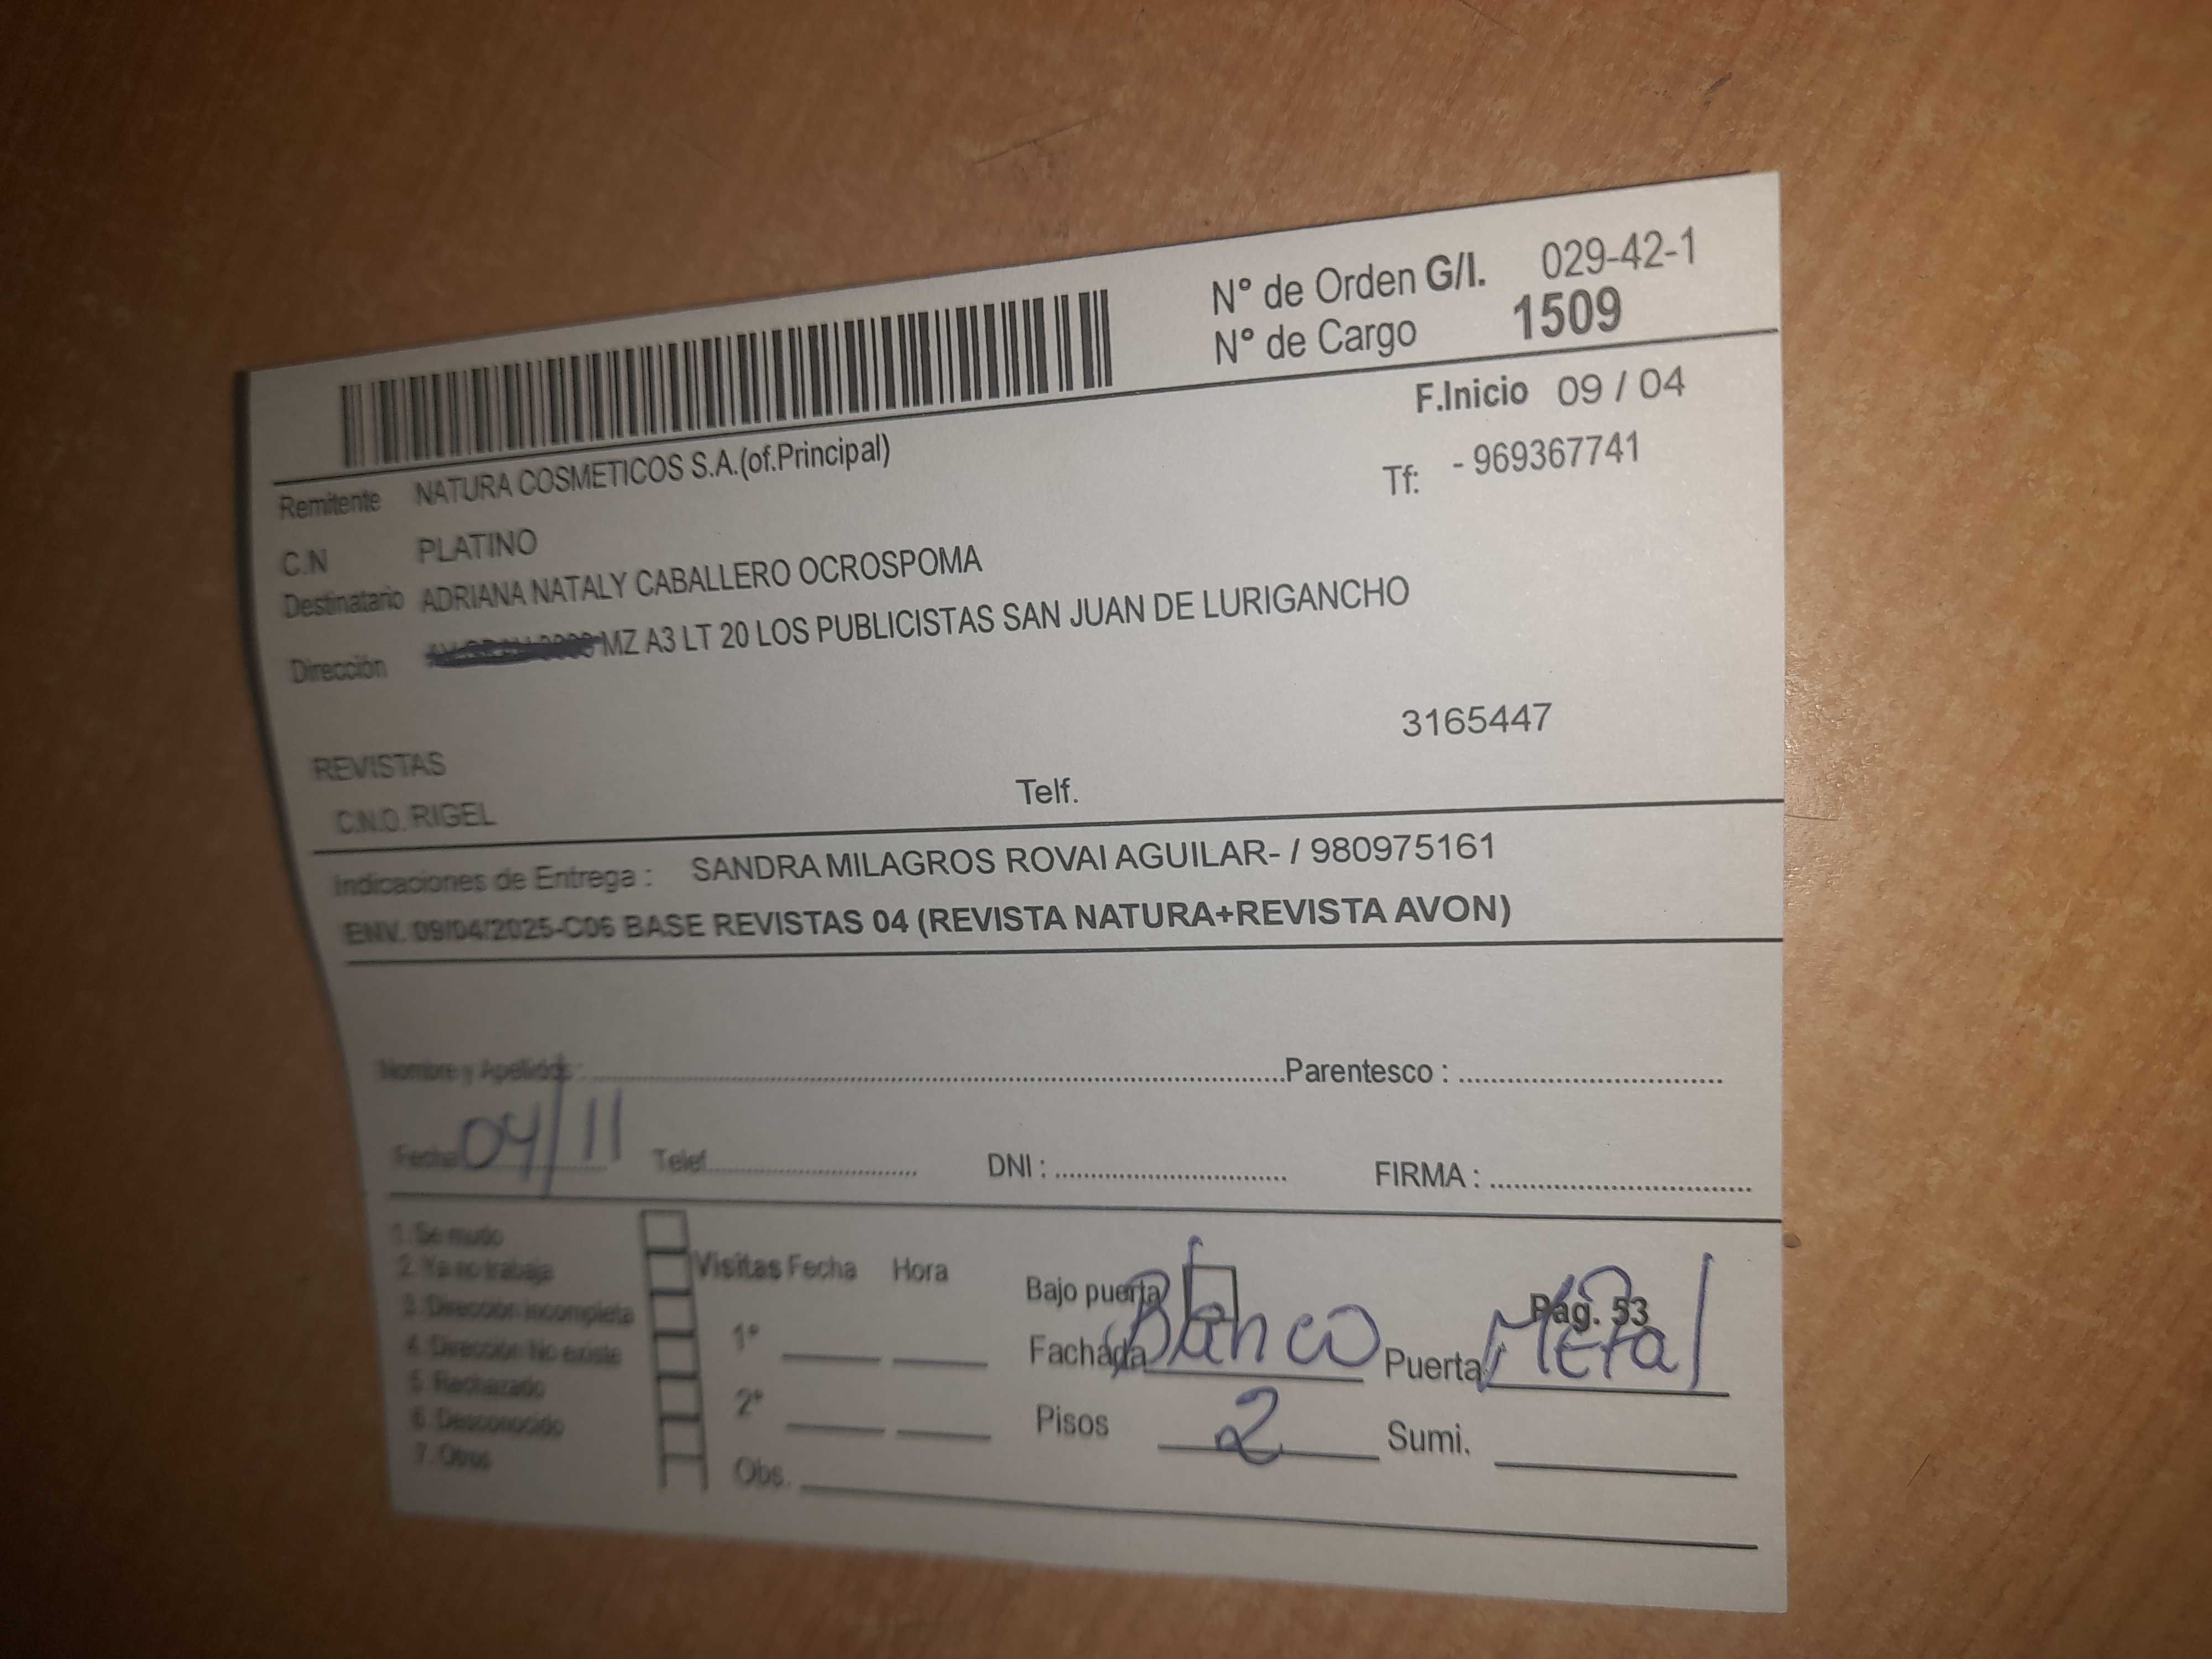 N° de Orden G/I. 029-42-1
N° de Cargo 1509
F.Inicio 09 / 04
Remitente NATURA COSMETICOS S.A.(of.Principal)
Tf: - 969367741
C.N PLATINO
Destinatario ADRIANA NATALY CABALLERO OCROSPOMA
Dirección MZ A3 LT 20 LOS PUBLICISTAS SAN JUAN DE LURIGANCHO
3165447
REVISTAS
C.N.O. RIGEL Telf.
Indicaciones de Entrega : SANDRA MILAGROS ROVAI AGUILAR- / 980975161
ENV. 09/04/2025-C06 BASE REVISTAS 04 (REVISTA NATURA+REVISTA AVON)
Nombre y Apellidos : Parentesco :
Fecha 04/11 Telef. DNI : FIRMA :
1. Se mudo
2. Ya no trabaja
3. Dirección incompleta
4. Dirección No existe
5. Rechazado
6. Desconocido
7. Otros
Visitas Fecha Hora
1°
2°
Obs.
Bajo puerta Pág. 53
Fachada Blanco Puerta Metal
Pisos 2 Sumi.